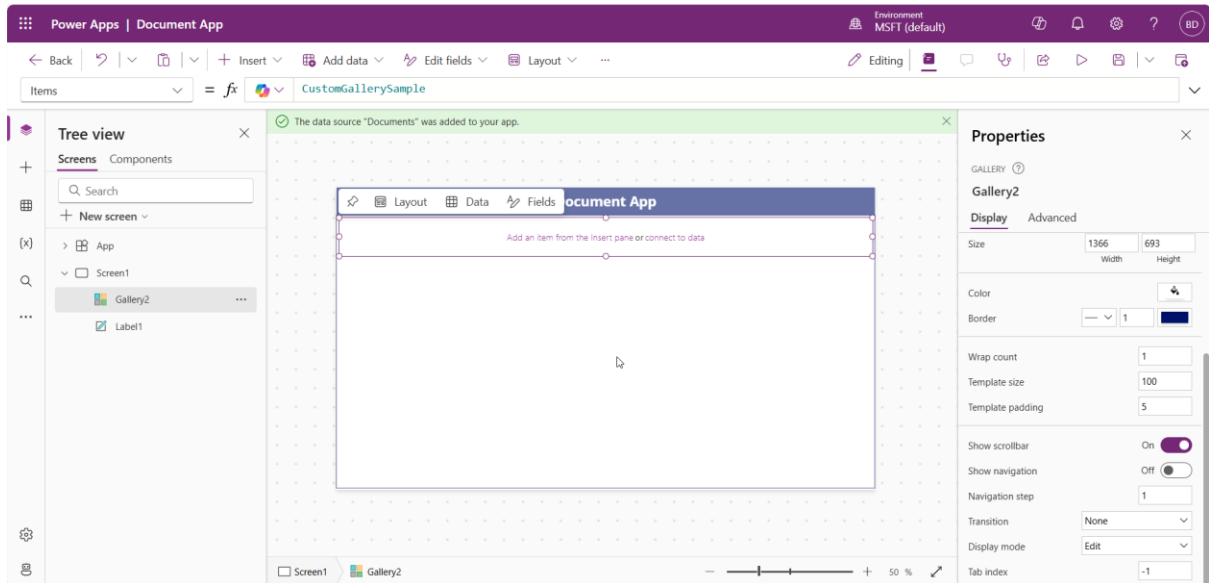 Power Apps | Document App
Environment
MSFT (default)
BD
Back
Insert
Add data
Edit fields
Layout
...
Editing
Items
= fx
CustomGallerySample
Tree view
Screens Components
Search
New screen
App
Screen1
Gallery2
...
Label1
The data source "Documents" was added to your app.
Layout Data Fields
ocument App
Add an item from the Insert pane or connect to data
Screen1 Gallery2
50 %
Properties
GALLERY
Gallery2
Display Advanced
Size 1366 693
Width Height
Color
Border 1
Wrap count 1
Template size 100
Template padding 5
Show scrollbar On
Show navigation Off
Navigation step 1
Transition None
Display mode Edit
Tab index -1